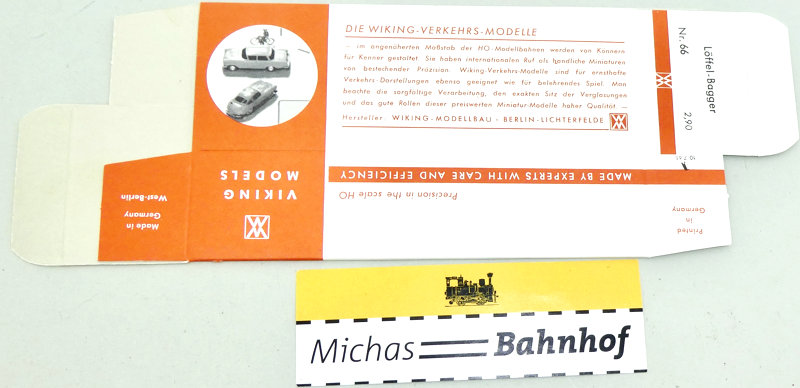 DIE WIKING-VERKEHRS-MODELLE
— im angenäherten Maßstab der HO-Modellbahnen werden von Kennern
für Kenner gestaltet. Sie haben internationalen Ruf als handliche Miniaturen
von bestechender Präzision. Wiking-Verkehrs-Modelle sind für ernsthafte
Verkehrs-Darstellungen ebenso geeignet wie für belehrendes Spiel. Man
beachte die sorgfältige Verarbeitung, den exakten Sitz der Verglasungen
und das gute Rollen dieser preiswerten Miniatur-Modelle hoher Qualität. —
Hersteller: WIKING-MODELLBAU - BERLIN-LICHTERFELDE
Nr. 66
Löffel-Bagger
2,90
MADE BY EXPERTS WITH CARE AND EFFICIENCY
Precision in the scale HO
VIKING
MODELS
Made in
Germany
West-Berlin
Printed
in
Germany
Michas Bahnhof